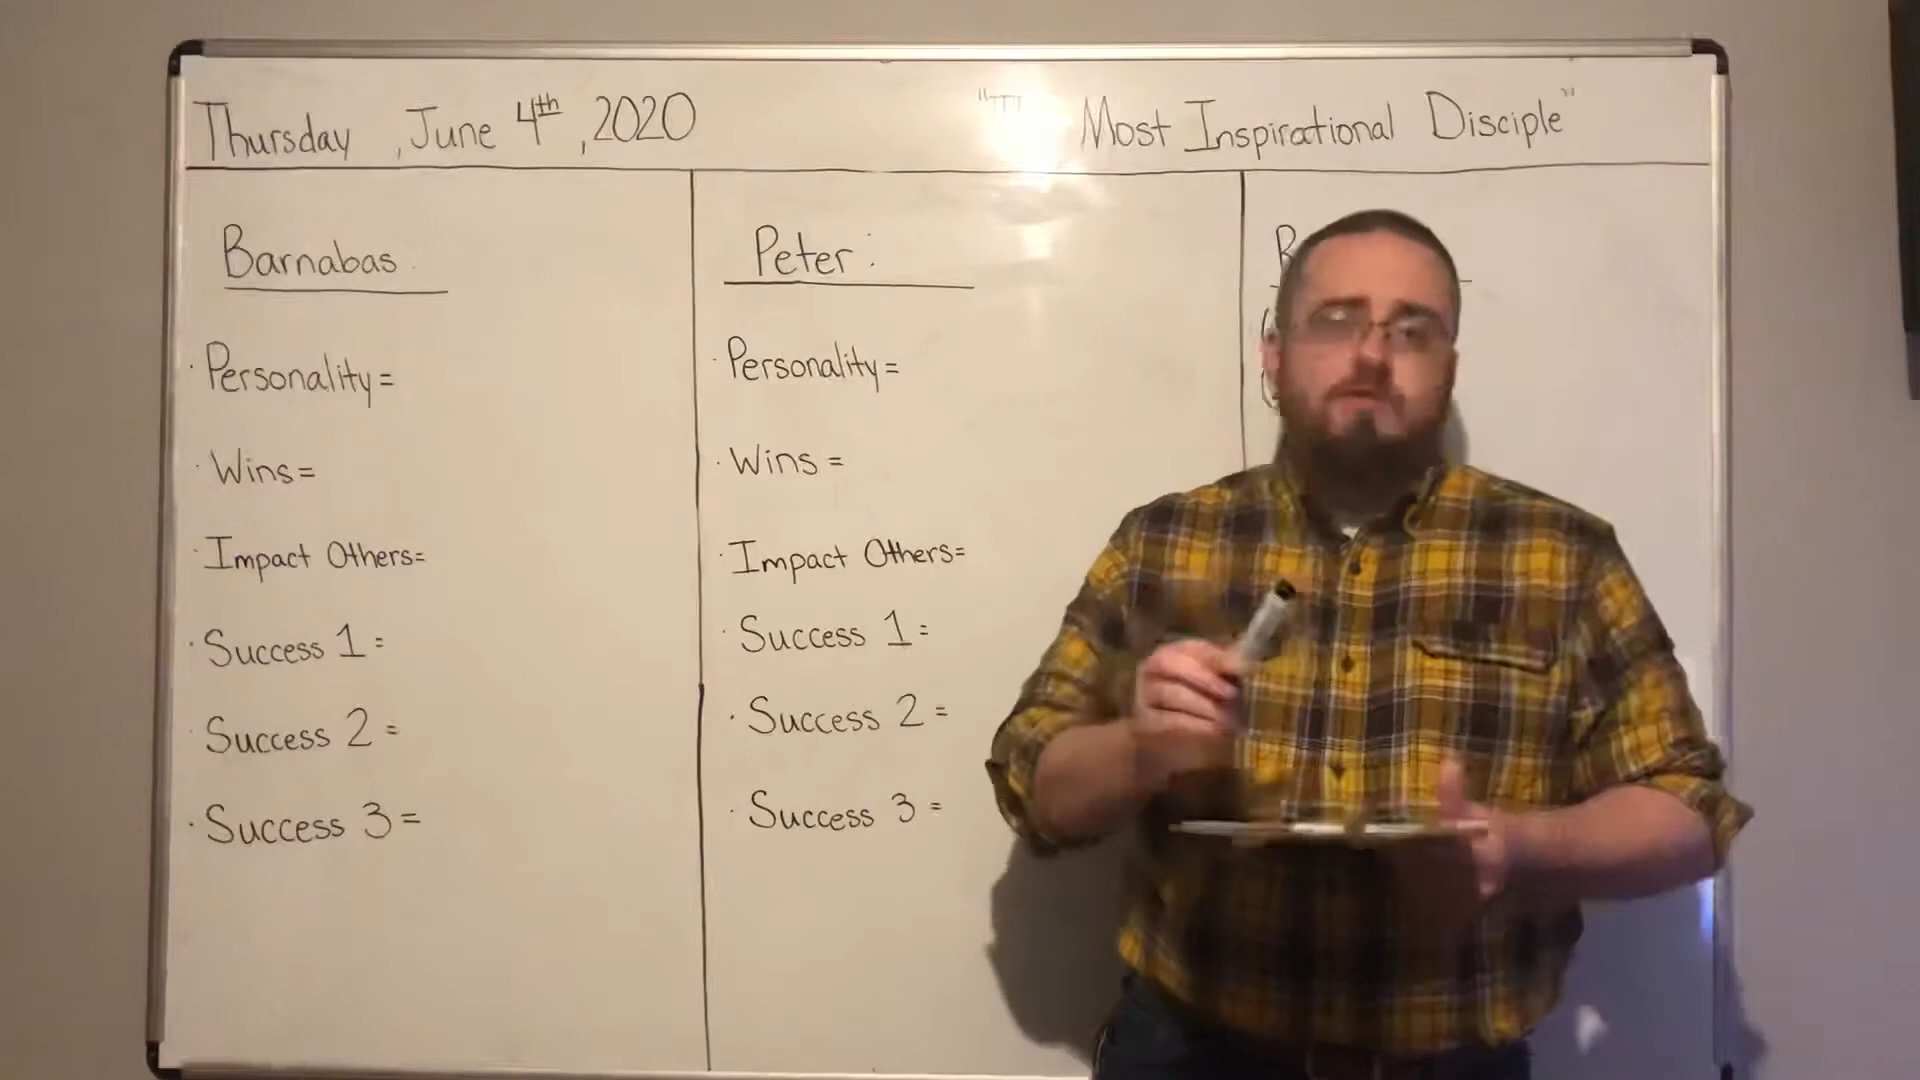 Thursday, June 4th, 2020
Most Inspirational Disciple"
Barnabas
· Personality=
· Wins=
· Impact Others=
· Success 1=
· Success 2=
· Success 3=
Peter:
· Personality=
· Wins=
· Impact Others=
· Success 1=
· Success 2=
· Success 3=